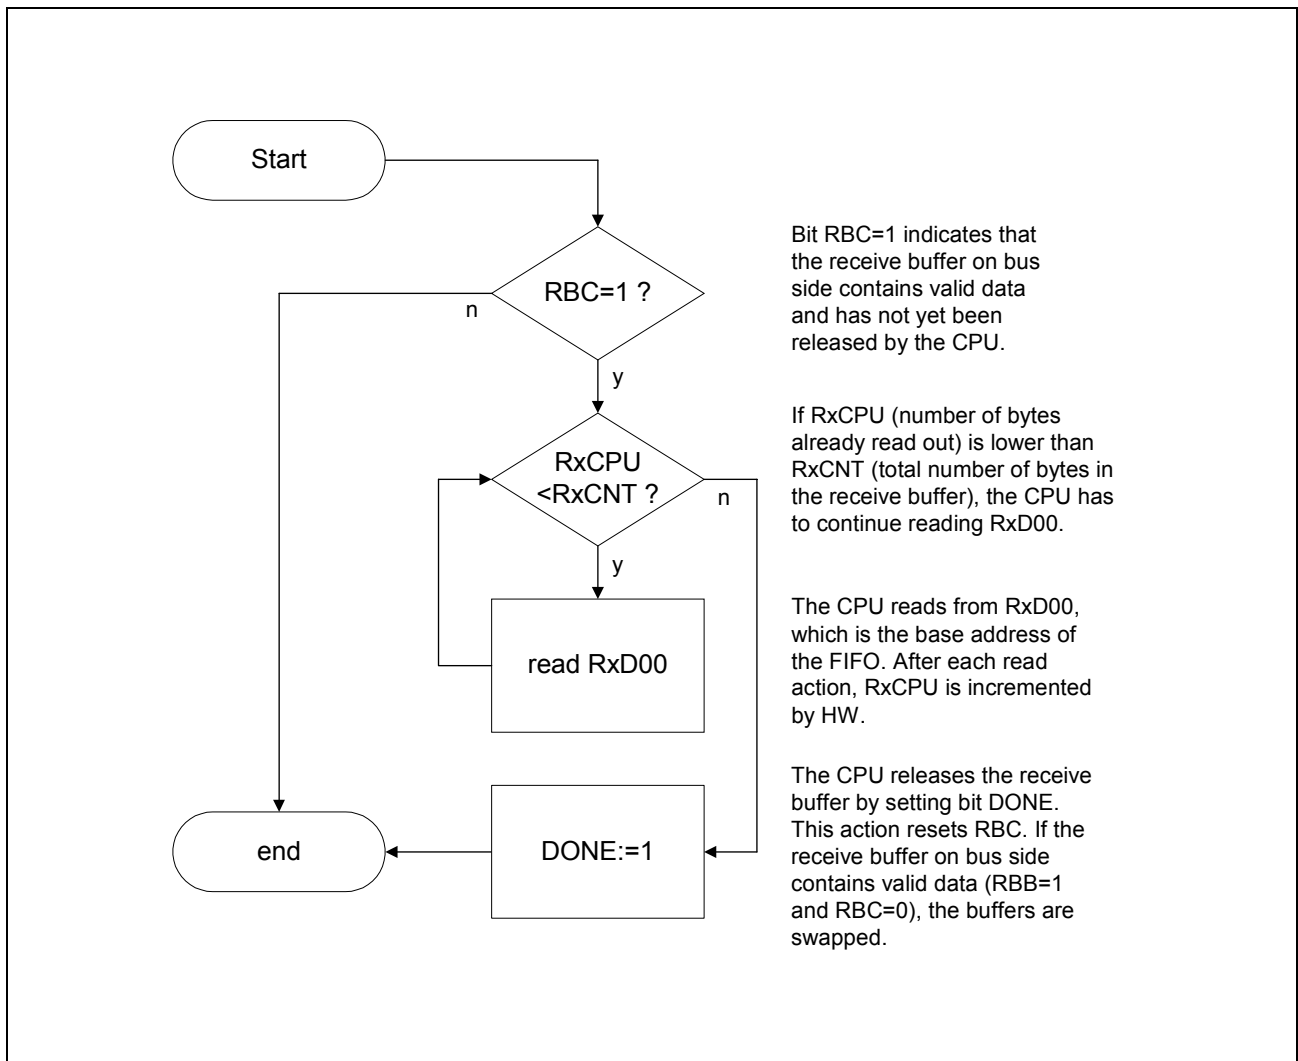 Start
RBC=1 ?
n
y
Bit RBC=1 indicates that
the receive buffer on bus
side contains valid data
and has not yet been
released by the CPU.
RxCPU
<RxCNT ?
n
y
If RxCPU (number of bytes
already read out) is lower than
RxCNT (total number of bytes in
the receive buffer), the CPU has
to continue reading RxD00.
read RxD00
The CPU reads from RxD00,
which is the base address of
the FIFO. After each read
action, RxCPU is incremented
by HW.
end
DONE:=1
The CPU releases the receive
buffer by setting bit DONE.
This action resets RBC. If the
receive buffer on bus side
contains valid data (RBB=1
and RBC=0), the buffers are
swapped.